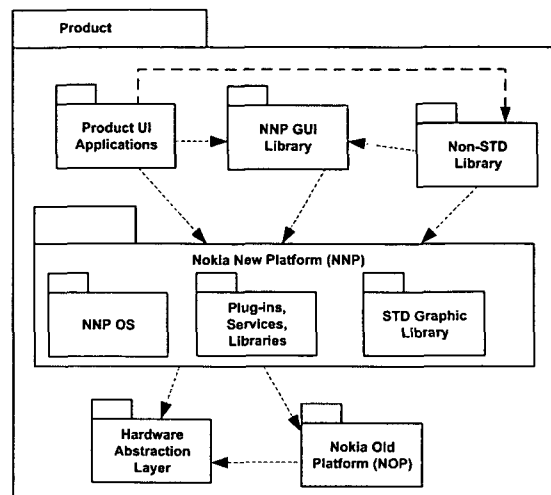 Product
Product UI
Applications
NNP GUI
Library
Non-STD
Library
Nokia New Platform (NNP)
NNP OS
Plug-ins,
Services,
Libraries
STD Graphic
Library
Hardware
Abstraction
Layer
Nokia Old
Platform (NOP)